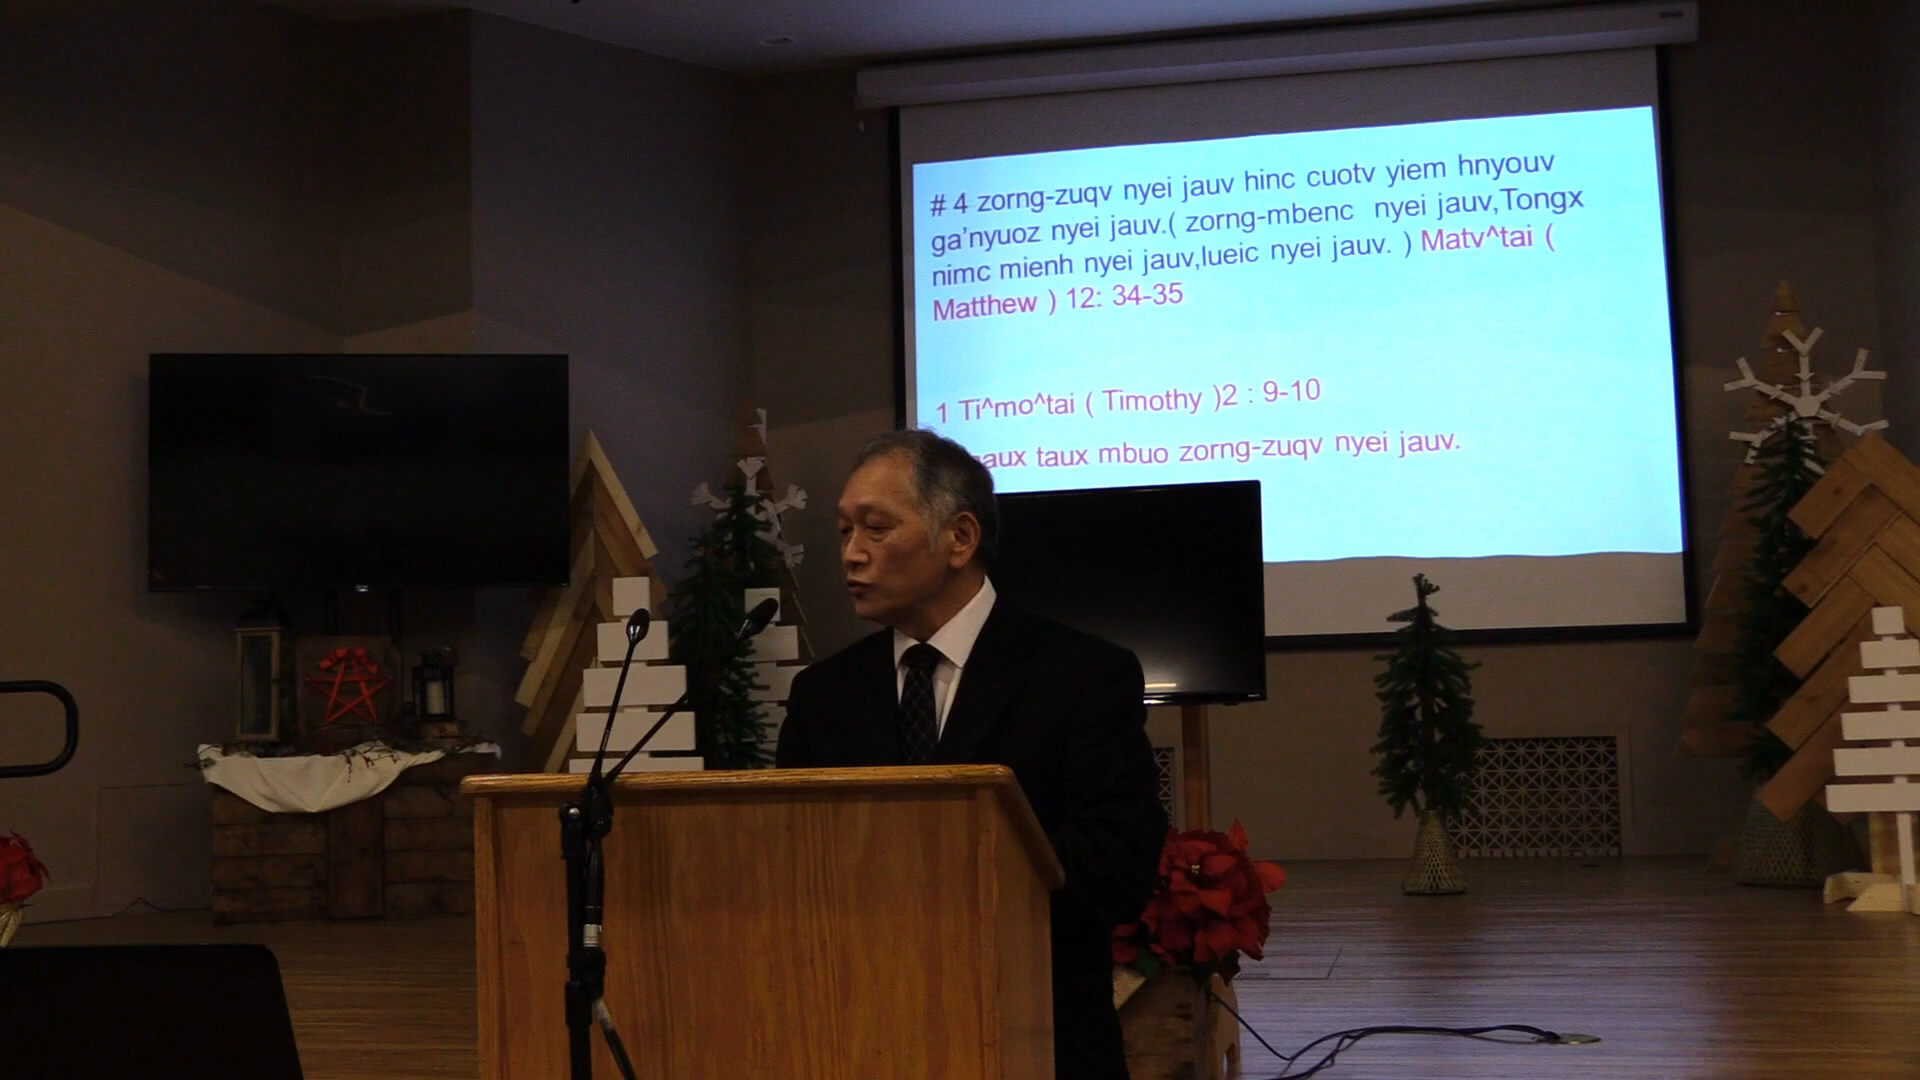 # 4 zorng-zuqv nyei jauv hinc cuotv yiem hnyouv
ga'nyuoz nyei jauv.( zorng-mbenc nyei jauv,Tongx
nimc mienh nyei jauv,lueic nyei jauv. ) Matv^tai (
Matthew ) 12: 34-35
1 Ti^mo^tai ( Timothy )2 : 9-10
taux mbuo zorng-zuqv nyei jauv.